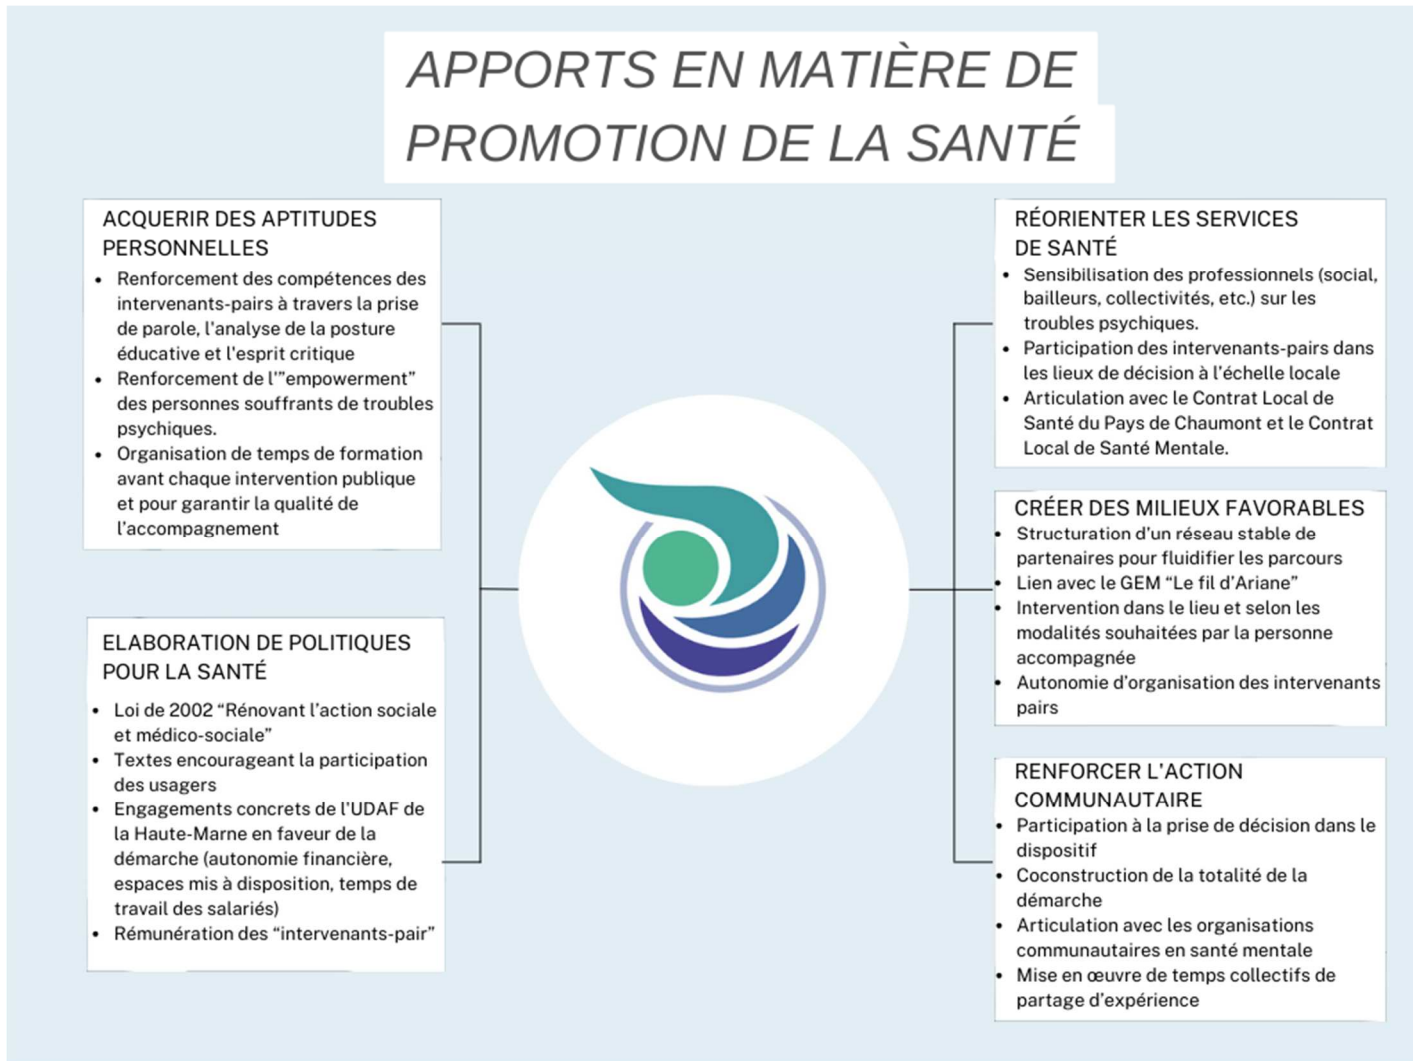 APPORTS EN MATIÈRE DE
PROMOTION DE LA SANTÉ
ACQUERIR DES APTITUDES
PERSONNELLES
• Renforcement des compétences des
intervenants-pairs à travers la prise
de parole, l'analyse de la posture
éducative et l'esprit critique
• Renforcement de l'”empowerment”
des personnes souffrants de troubles
psychiques.
• Organisation de temps de formation
avant chaque intervention publique
et pour garantir la qualité de
l’accompagnement
ELABORATION DE POLITIQUES
POUR LA SANTÉ
• Loi de 2002 “Rénovant l’action sociale
et médico-sociale”
• Textes encourageant la participation
des usagers
• Engagements concrets de l'UDAF de
la Haute-Marne en faveur de la
démarche (autonomie financière,
espaces mis à disposition, temps de
travail des salariés)
• Rémunération des “intervenants-pair”
RÉORIENTER LES SERVICES
DE SANTÉ
• Sensibilisation des professionnels (social,
bailleurs, collectivités, etc.) sur les
troubles psychiques.
• Participation des intervenants-pairs dans
les lieux de décision à l’échelle locale
• Articulation avec le Contrat Local de
Santé du Pays de Chaumont et le Contrat
Local de Santé Mentale.
CRÉER DES MILIEUX FAVORABLES
• Structuration d’un réseau stable de
partenaires pour fluidifier les parcours
• Lien avec le GEM “Le fil d’Ariane”
• Intervention dans le lieu et selon les
modalités souhaitées par la personne
accompagnée
• Autonomie d’organisation des intervenants
pairs
RENFORCER L'ACTION
COMMUNAUTAIRE
• Participation à la prise de décision dans le
dispositif
• Coconstruction de la totalité de la
démarche
• Articulation avec les organisations
communautaires en santé mentale
• Mise en œuvre de temps collectifs de
partage d’expérience